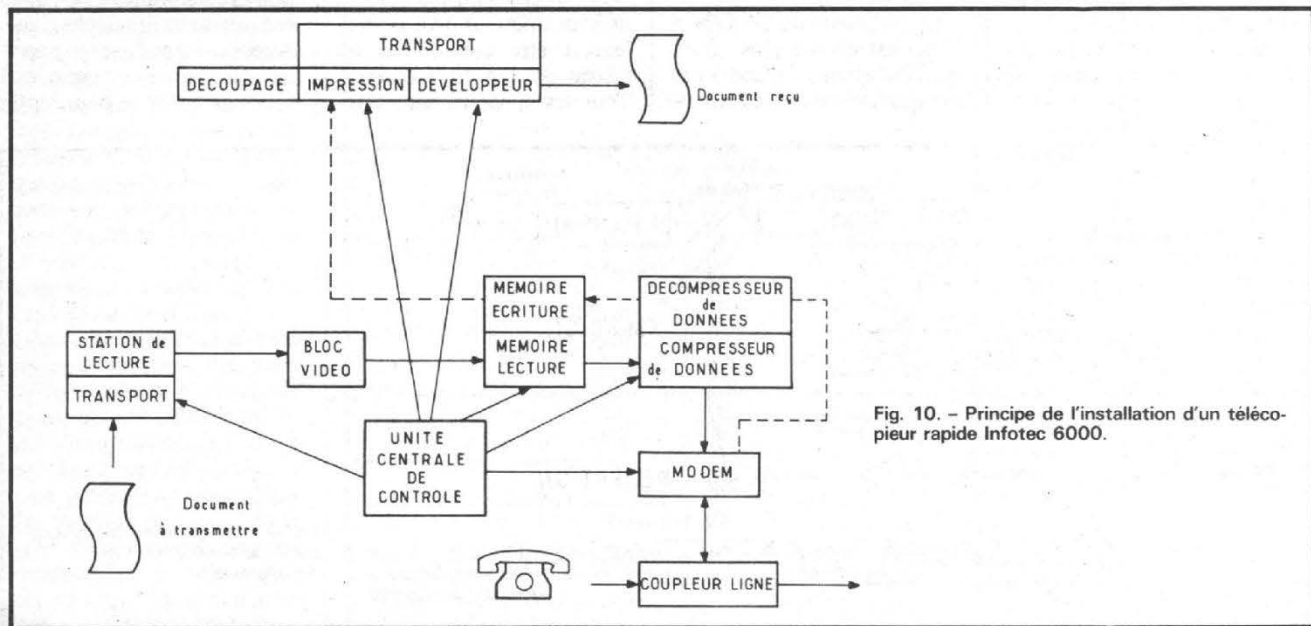 TRANSPORT
DECOUPAGE IMPRESSION DEVELOPPEUR
Document reçu
MEMOIRE
ECRITURE
DECOMPRESSEUR
de
DONNEES
STATION de
LECTURE
TRANSPORT
BLOC
VIDEO
MEMOIRE
LECTURE
COMPRESSEUR
de DONNEES
UNITE
CENTRALE
DE
CONTROLE
MODEM
Document
à transmettre
COUPLEUR LIGNE
Fig. 10. – Principe de l'installation d'un téléco-
pieur rapide Infotec 6000.